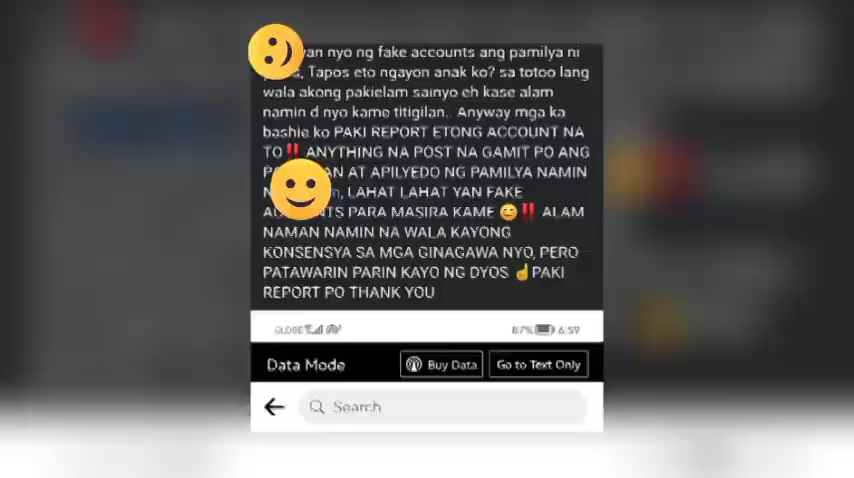 nyo ng fake accounts ang pamilya ni
Tapos eto ngayon anak ko? sa totoo lang
wala akong pakielam sainyo eh kase alam
namin d nyo kame titigilan.. Anyway mga ka
bashie ko PAKI REPORT ETONG ACCOUNT NA
TO‼️ ANYTHING NA POST NA GAMIT PO ANG
AT APILYEDO NG PAMILYA NAMIN
LAHAT LAHAT YAN FAKE
PARA MASIRA KAME 😊‼️ ALAM
NAMAN NAMIN NA WALA KAYONG
KONSENSYA SA MGA GINAGAWA NYO, PERO
PATAWARIN PARIN KAYO NG DYOS ☝️PAKI
REPORT PO THANK YOU
GLOBE 87% 6:59
Data Mode Buy Data Go to Text Only
Search